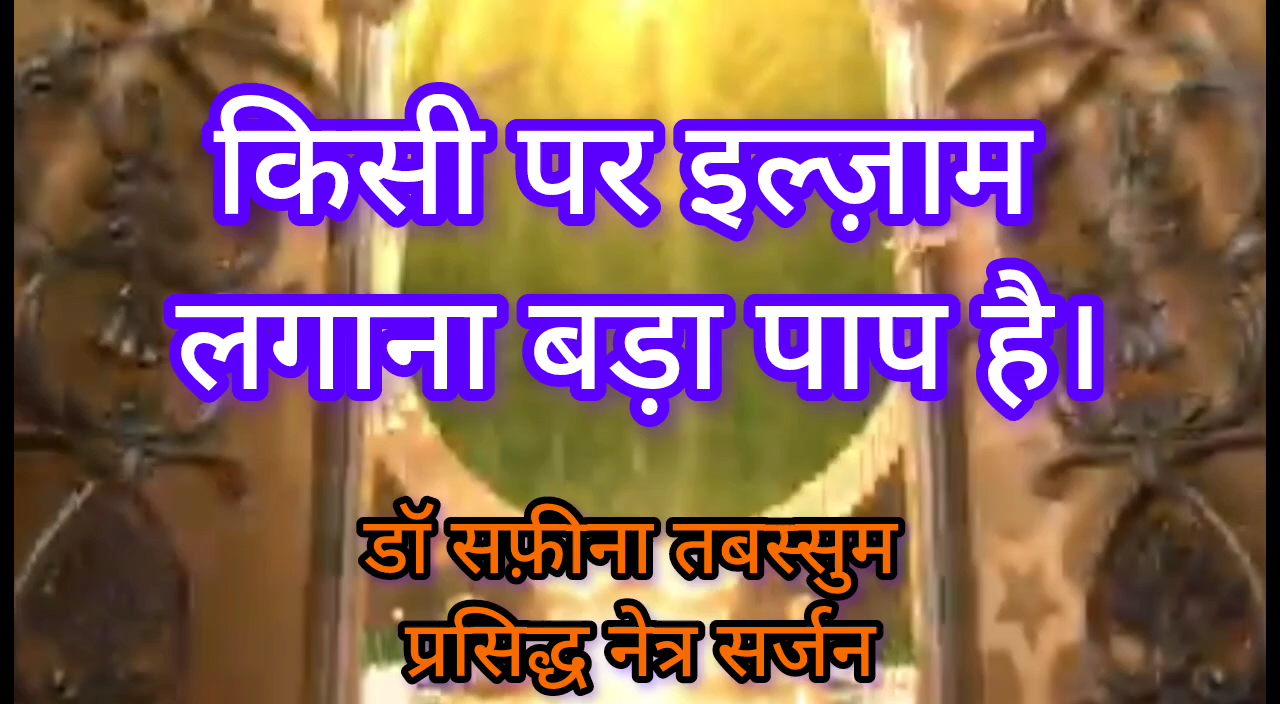 किसी पर इल्ज़ाम
लगाना बड़ा पाप है।
डॉ सफ़ीना तबस्सुम
प्रसिद्ध नेत्र सर्जन